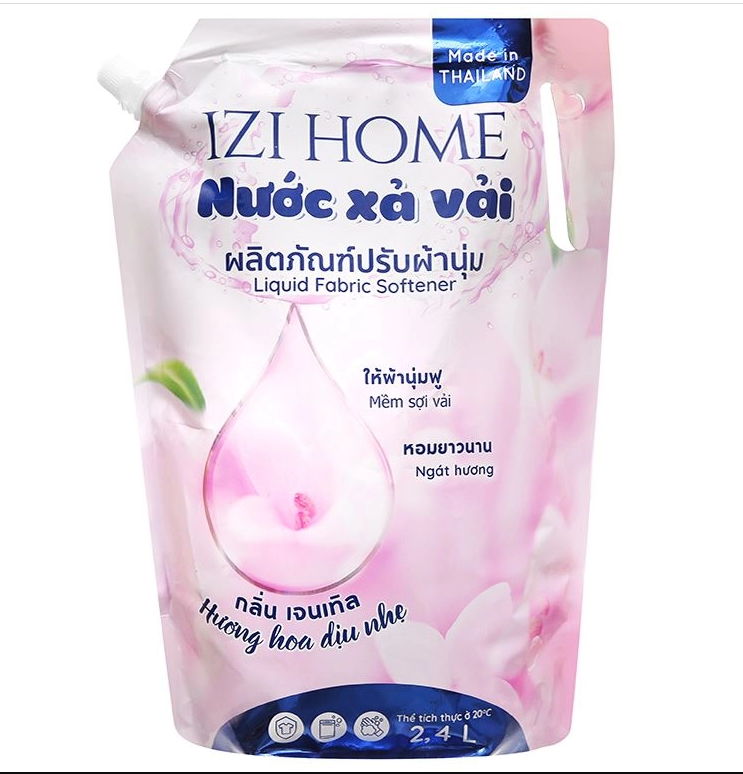 Made in
THAILAND
IZI HOME
Nước xả vải
ผลิตภัณฑ์ปรับผ้านุ่ม
Liquid Fabric Softener
ให้ผ้านุ่มฟู
Mềm sợi vải
หอมยาวนาน
Ngát hương
กลิ่น เจนเทิล
Hương hoa dịu nhẹ
Thể tích thực ở 20°C
2,4 L